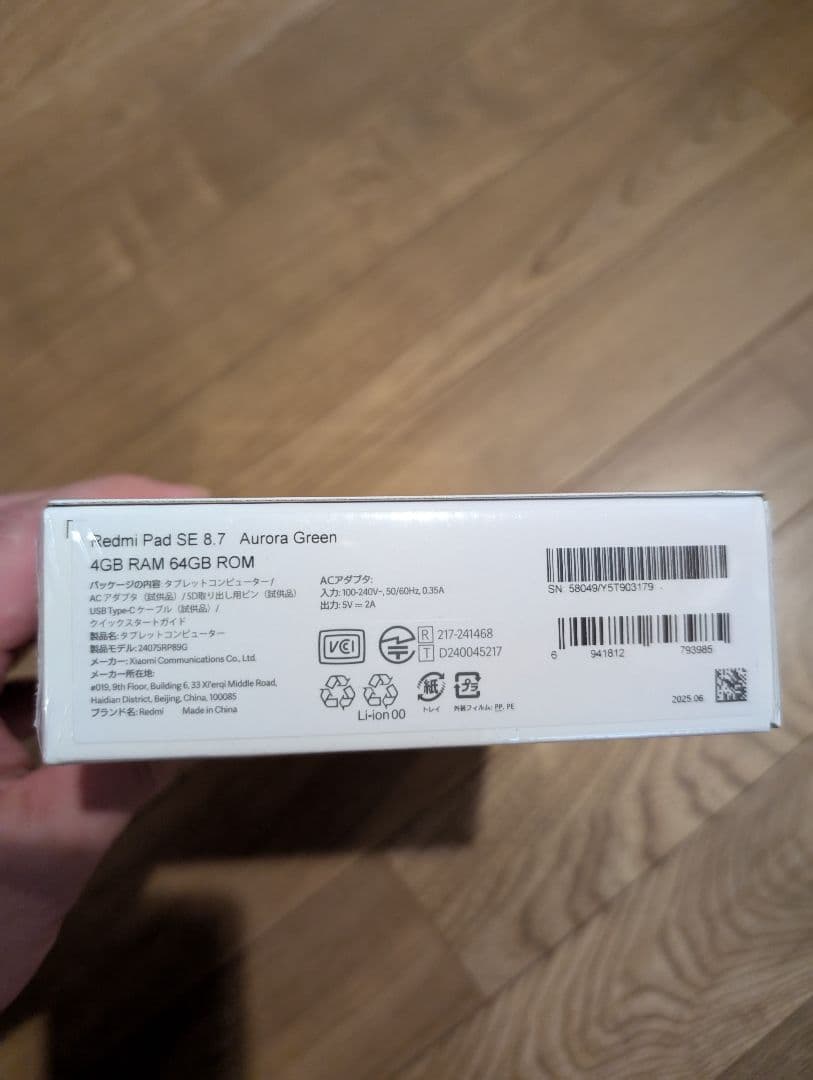 Redmi Pad SE 8.7 Aurora Green
4GB RAM 64GB ROM
パッケージの内容: タブレットコンピューター /
ACアダプタ（試供品）/ SD取り出し用ピン（試供品）
USB Type-C ケーブル（試供品）/
クイックスタートガイド
製品名: タブレットコンピューター
製品モデル: 24075RP89G
メーカー: Xiaomi Communications Co., Ltd.
メーカー所在地:
#019, 9th Floor, Building 6, 33 Xi'erqi Middle Road,
Haidian District, Beijing, China, 100085
ブランド名: Redmi Made in China
ACアダプタ:
入力: 100-240V~, 50/60Hz, 0.35A
出力: 5V⎓2A
VCCI
R 217-241468
T D240045217
Li-ion 00
紙
トレイ
プラ
外装フィルム: PP, PE
SN: 58049/Y5T903179
6 941812 793985
2025.06